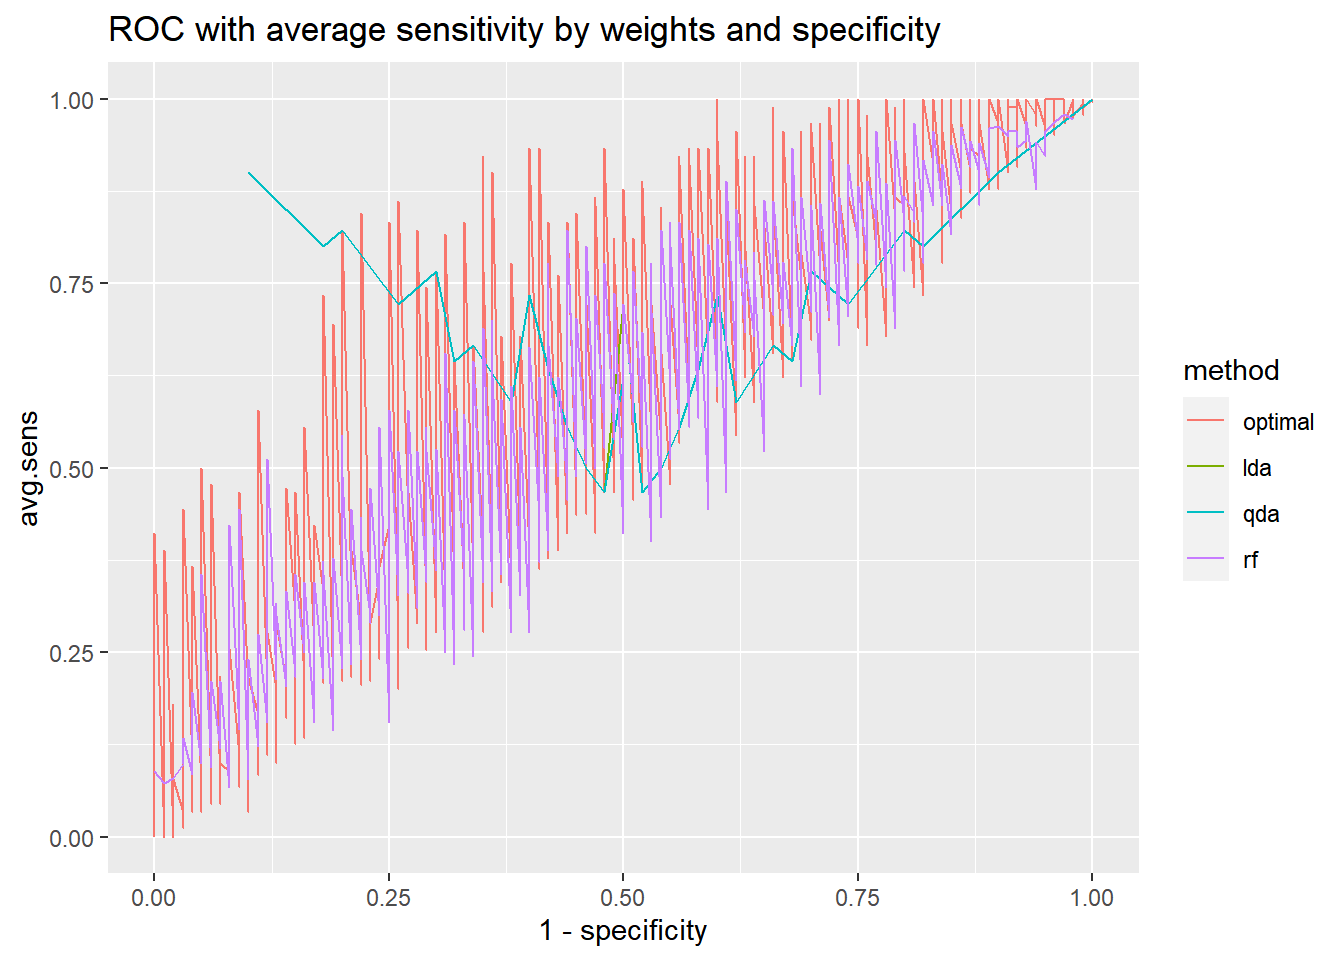 ROC with average sensitivity by weights and specificity
avg.sens
1.00
0.75
0.50
0.25
0.00
0.00 0.25 0.50 0.75 1.00
1 - specificity
method
optimal
lda
qda
rf